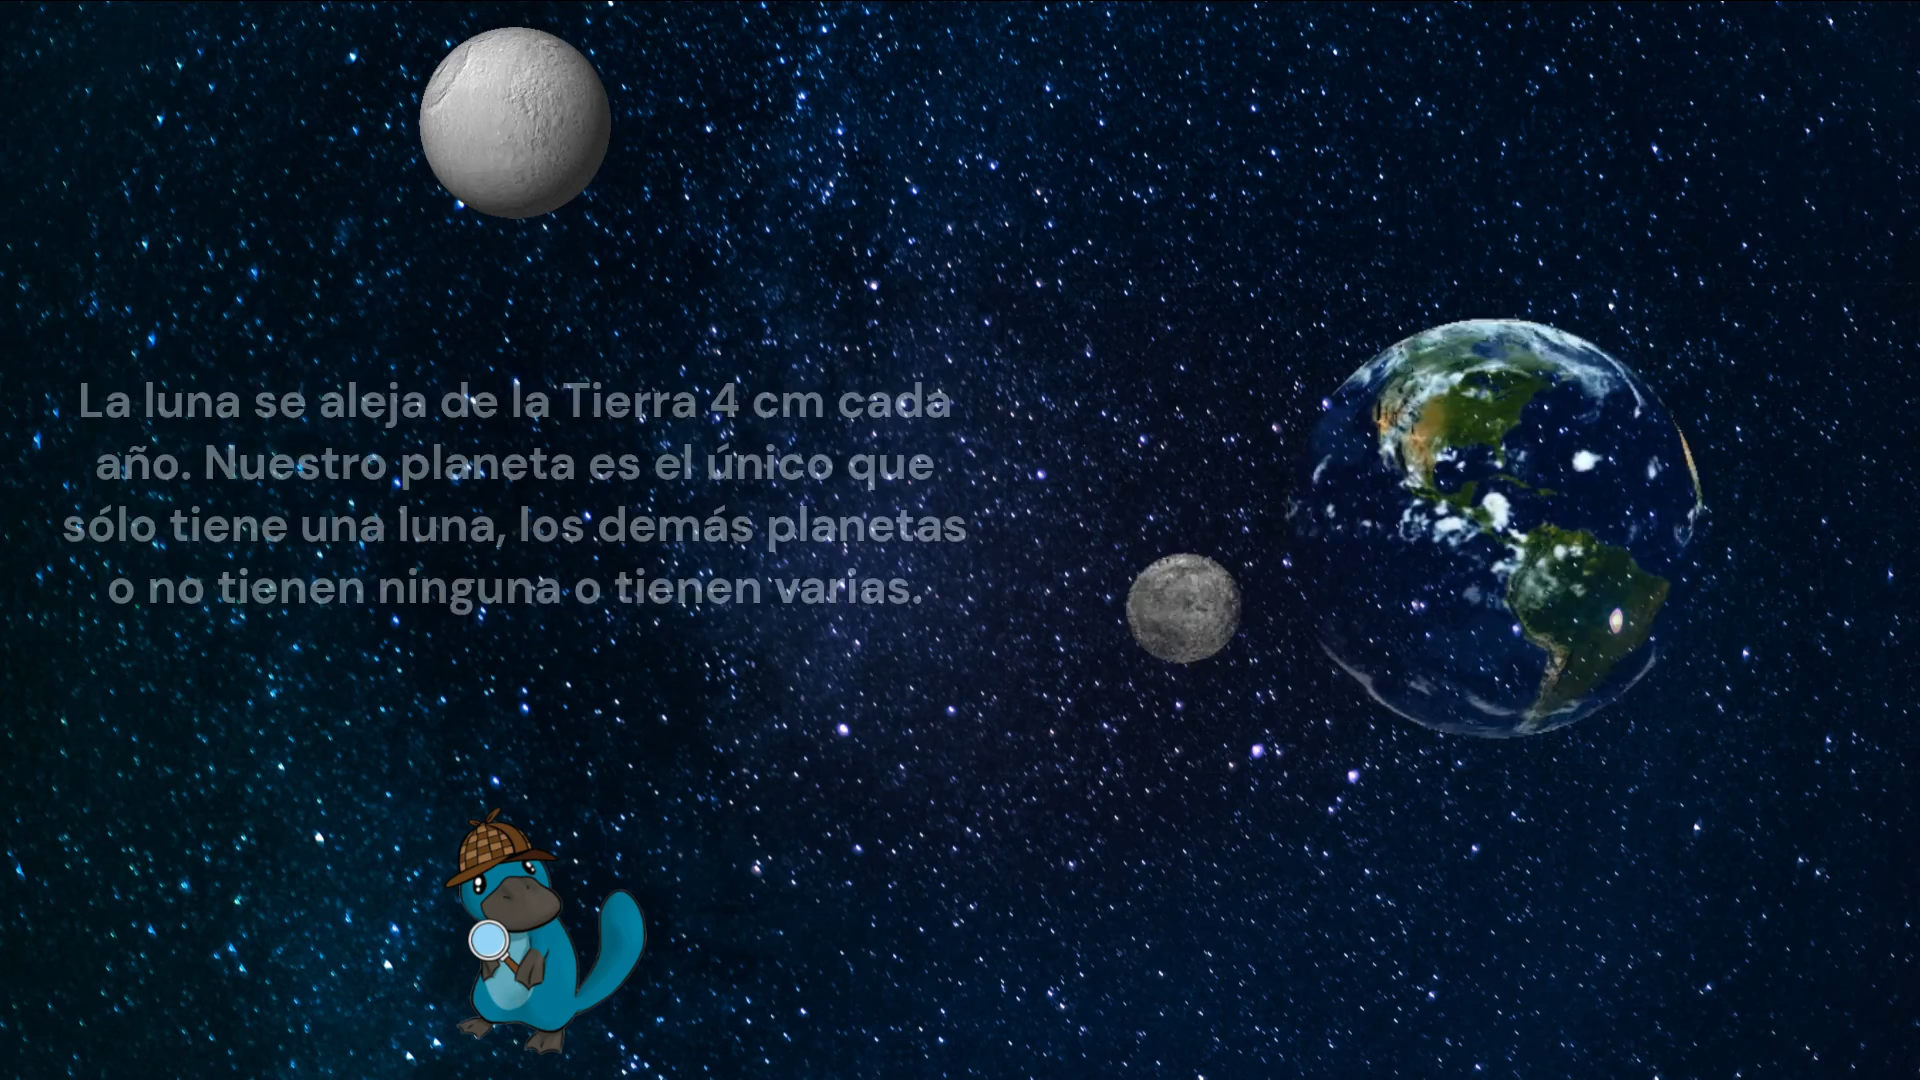 La luna se aleja de la Tierra 4 cm cada
año. Nuestro planeta es el único que
sólo tiene una luna, los demás planetas
o no tienen ninguna o tienen varias.